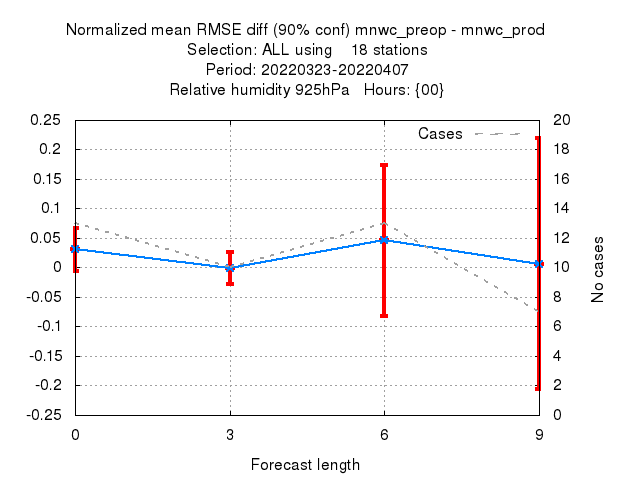 Normalized mean RMSE diff (90% conf) mnwc_preop - mnwc_prod
Selection: ALL using    18 stations
Period: 20220323-20220407
Relative humidity 925hPa   Hours: {00}
Cases
0.25
0.2
0.15
0.1
0.05
0
-0.05
-0.1
-0.15
-0.2
-0.25
20
18
16
14
12
10
8
6
4
2
0
No cases
0 3 6 9
Forecast length